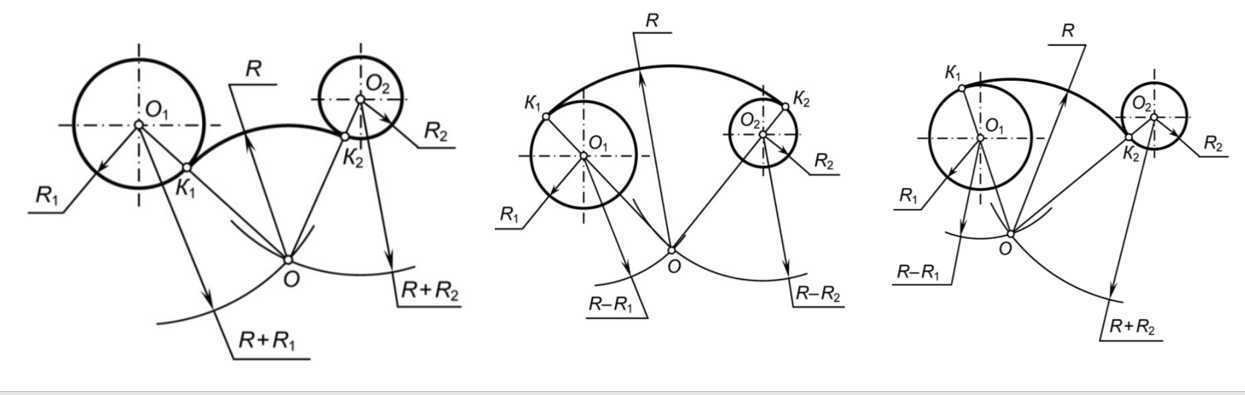 O₁
R
O₂
R₂
K₂
K₁
R₁
O
R+R₂
R+R₁
R
K₁
K₂
O₂
O₁
R₂
R₁
O
R–R₁
R–R₂
R
K₁
O₂
O₁
R₂
K₂
R₁
O
R–R₁
R+R₂